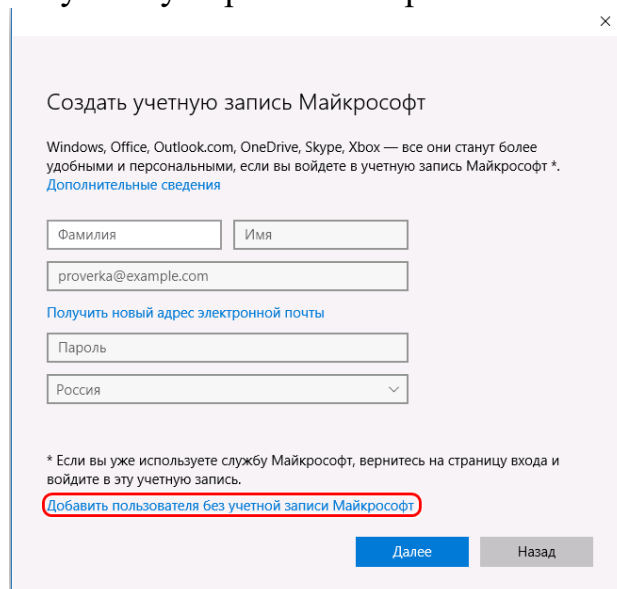 Создать учетную запись Майкрософт
Windows, Office, Outlook.com, OneDrive, Skype, Xbox — все они станут более
удобными и персональными, если вы войдете в учетную запись Майкрософт *.
Дополнительные сведения
Фамилия Имя
proverka@example.com
Получить новый адрес электронной почты
Пароль
Россия
* Если вы уже используете службу Майкрософт, вернитесь на страницу входа и
войдите в эту учетную запись.
Добавить пользователя без учетной записи Майкрософт
Далее Назад